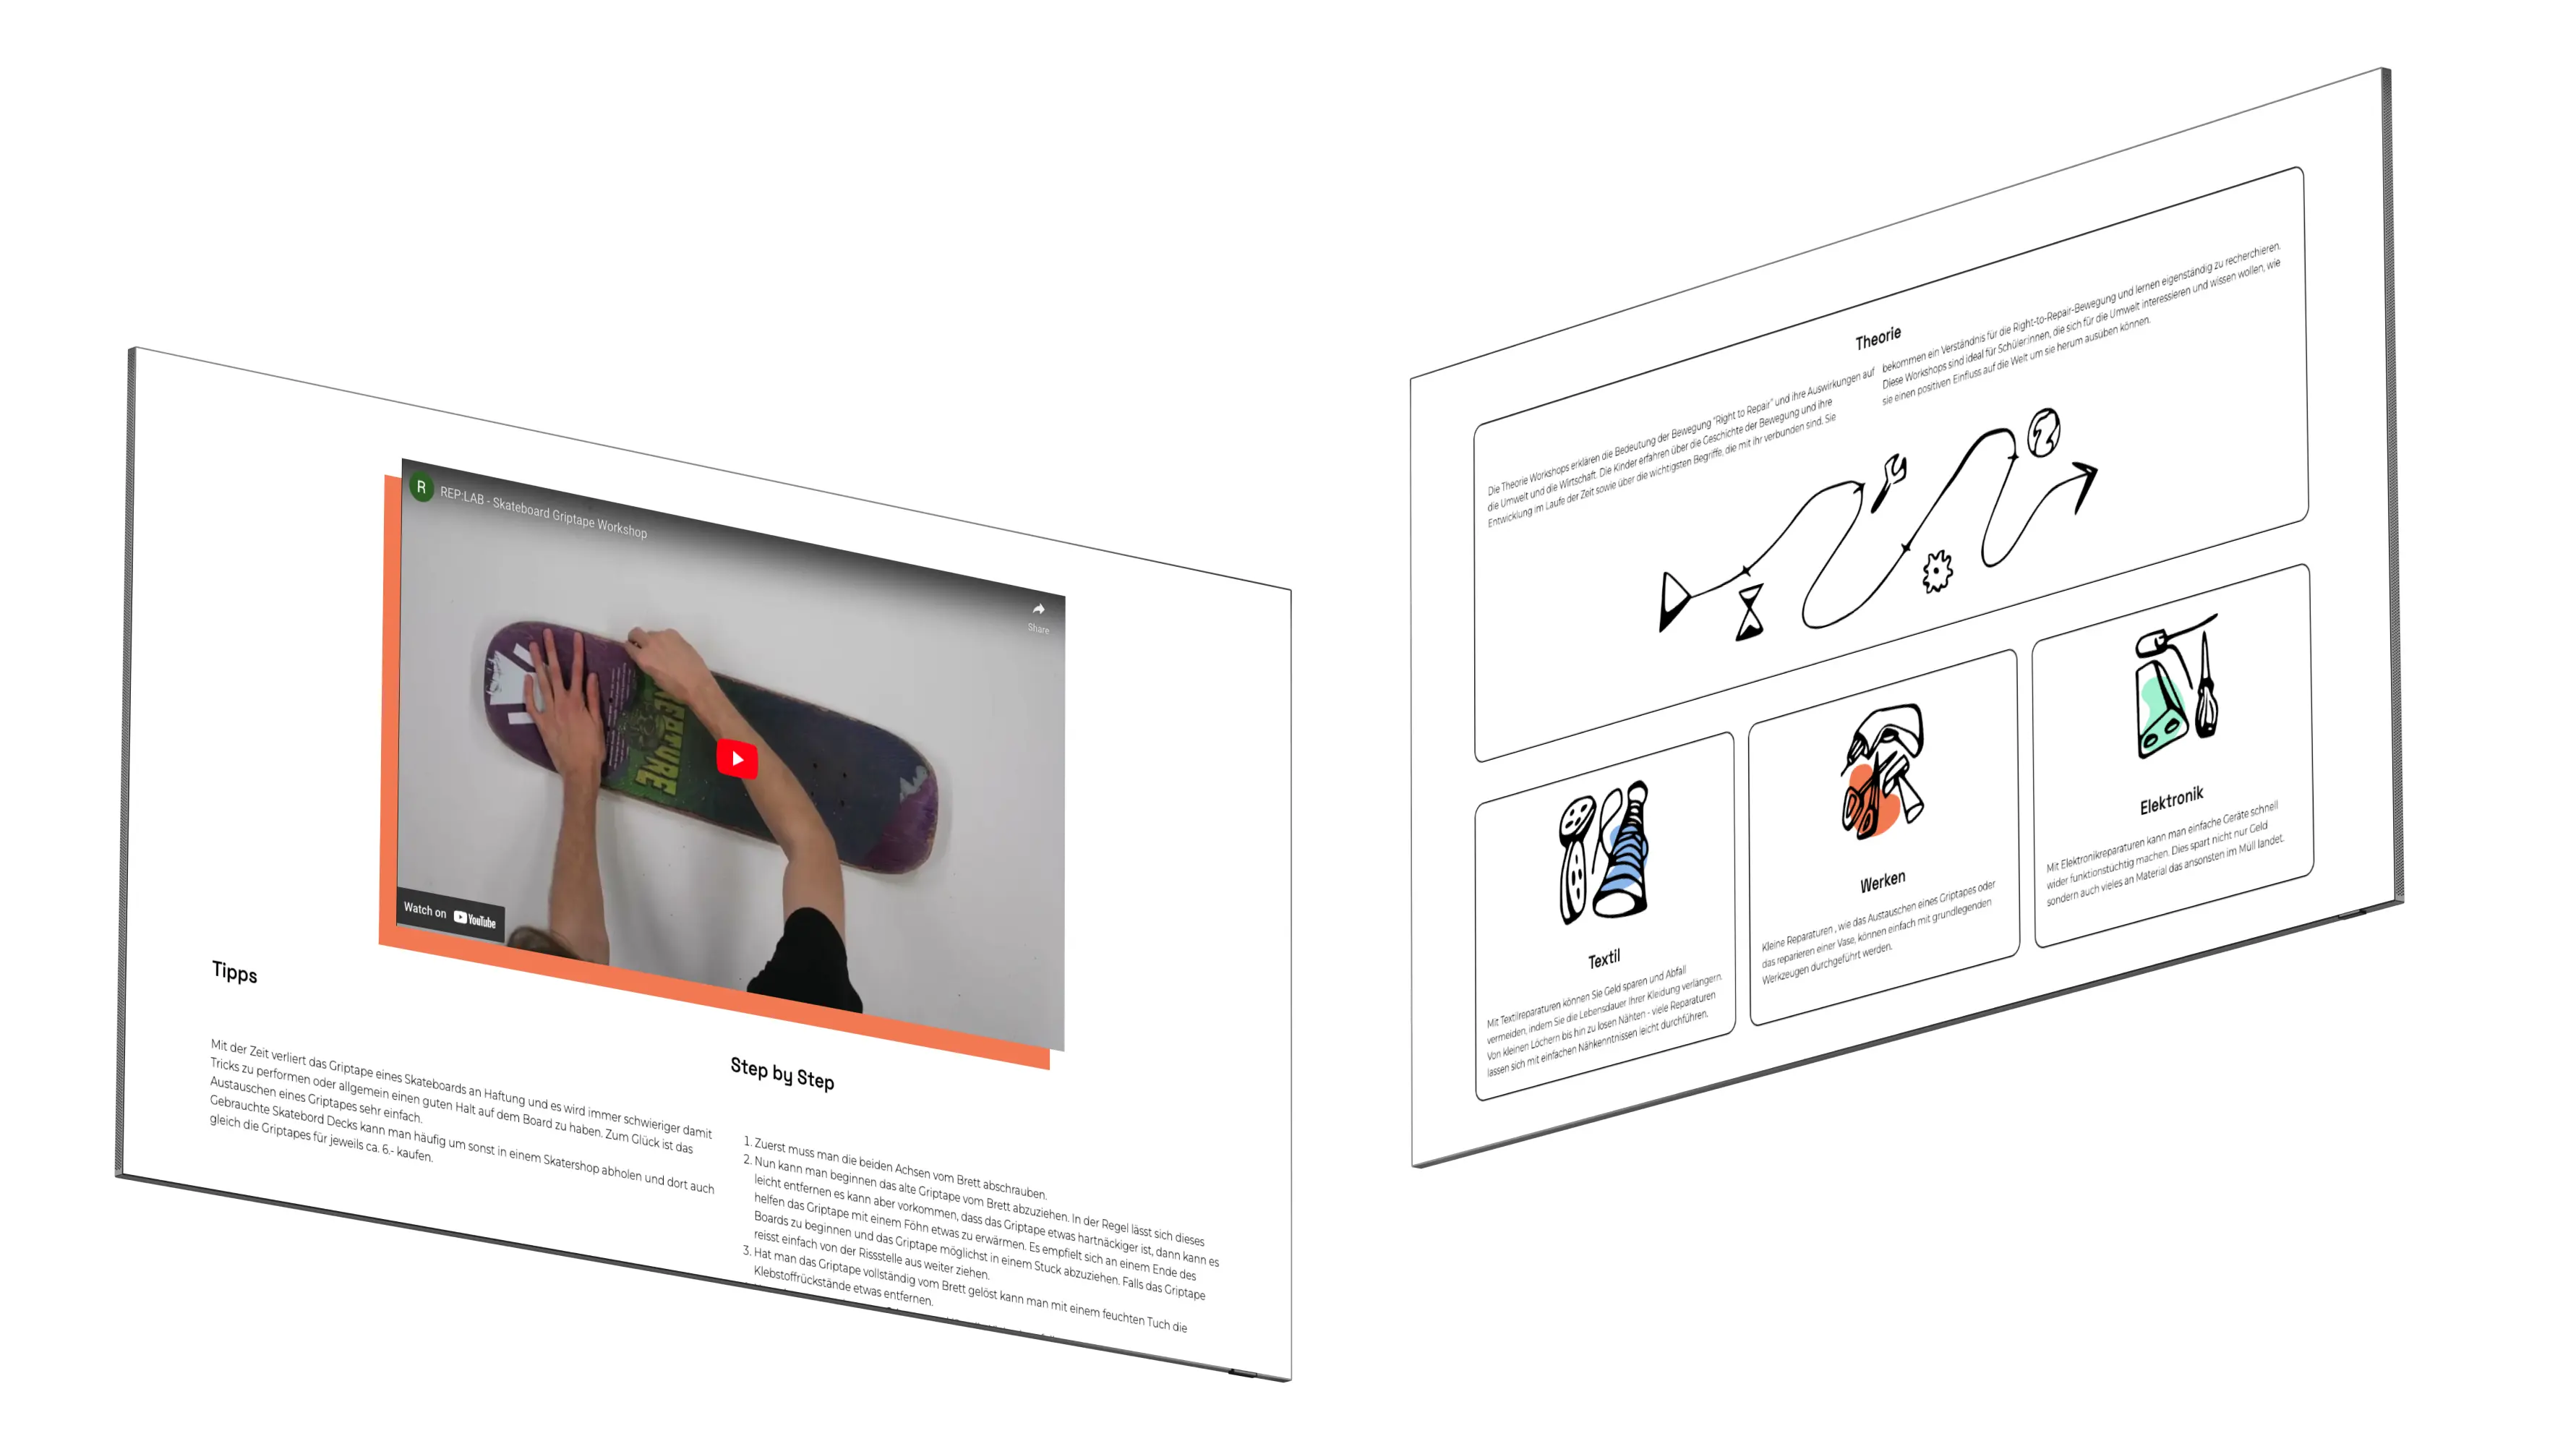 REP:LAB - Skateboard Griptape Workshop
R
Share
CREATURE
Watch on YouTube
Tipps
Mit der Zeit verliert das Griptape eines Skateboards an Haftung und es wird immer schwieriger damit
Tricks zu performen oder allgemein einen guten Halt auf dem Board zu haben. Zum Glück ist das
Austauschen eines Griptapes sehr einfach.
Gebrauchte Skatebord Decks kann man häufig um sonst in einem Skatershop abholen und dort auch
gleich die Griptapes für jeweils ca. 6.- kaufen.
Step by Step
1. Zuerst muss man die beiden Achsen vom Brett abschrauben.
2. Nun kann man beginnen das alte Griptape vom Brett abzuziehen. In der Regel lässt sich dieses
leicht entfernen es kann aber vorkommen, dass das Griptape etwas hartnäckiger ist, dann kann es
helfen das Griptape mit einem Föhn etwas zu erwärmen. Es empfielt sich an einem Ende des
Boards zu beginnen und das Griptape möglichst in einem Stuck abzuziehen. Falls das Griptape
reisst einfach von der Rissstelle aus weiter ziehen.
3. Hat man das Griptape vollständig vom Brett gelöst kann man mit einem feuchten Tuch die
Klebstoffrückstände etwas entfernen.
Theorie
Die Theorie Workshops erklären die Bedeutung der Bewegung "Right to Repair" und ihre Auswirkungen auf
die Umwelt und die Wirtschaft. Die Kinder erfahren über die Geschichte der Bewegung und ihre
Entwicklung im Laufe der Zeit sowie über die wichtigsten Begriffe, die mit ihr verbunden sind. Sie
bekommen ein Verständnis für die Right-to-Repair-Bewegung und lernen eigenständig zu recherchieren.
Diese Workshops sind ideal für Schüler:innen, die sich für die Umwelt interessieren und wissen wollen, wie
sie einen positiven Einfluss auf die Welt um sie herum ausüben können.
Textil
Mit Textilreparaturen können Sie Geld sparen und Abfall
vermeiden, indem Sie die Lebensdauer Ihrer Kleidung verlängern.
Von kleinen Löchern bis hin zu losen Nähten - viele Reparaturen
lassen sich mit einfachen Nähkenntnissen leicht durchführen.
Werken
Kleine Reparaturen , wie das Austauschen eines Griptapes oder
das reparieren einer Vase, können einfach mit grundlegenden
Werkzeugen durchgeführt werden.
Elektronik
Mit Elektronikreparaturen kann man einfache Geräte schnell
wider funktionstüchtig machen. Dies spart nicht nur Geld
sondern auch vieles an Material das ansonsten im Müll landet.